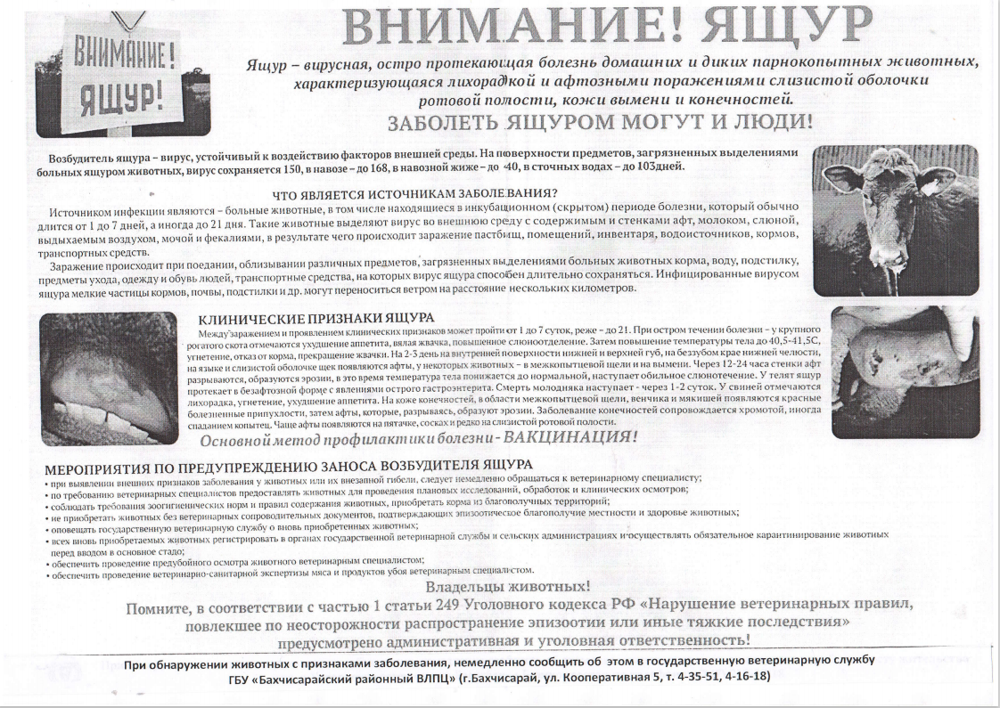 ВНИМАНИЕ!
ЯЩУР!
ВНИМАНИЕ! ЯЩУР
Ящур – вирусная, остро протекающая болезнь домашних и диких парнокопытных животных,
характеризующаяся лихорадкой и афтозными поражениями слизистой оболочки
ротовой полости, кожи вымени и конечностей.
ЗАБОЛЕТЬ ЯЩУРОМ МОГУТ И ЛЮДИ!
Возбудитель ящура – вирус, устойчивый к воздействию факторов внешней среды. На поверхности предметов, загрязненных выделениями
больных ящуром животных, вирус сохраняется 150, в навозе – до 168, в навозной жиже – до 40, в сточных водах – до 103дней.
ЧТО ЯВЛЯЕТСЯ ИСТОЧНИКАМ ЗАБОЛЕВАНИЯ?
Источником инфекции являются – больные животные, в том числе находящиеся в инкубационном (скрытом) периоде болезни, который обычно
длится от 1 до 7 дней, а иногда до 21 дня. Такие животные выделяют вирус во внешнюю среду с содержимым и стенками афт, молоком, слюной,
выдыхаемым воздухом, мочой и фекалиями, в результате чего происходит заражение пастбищ, помещений, инвентаря, водоисточников, кормов,
транспортных средств.
Заражение происходит при поедании, облизывании различных предметов, загрязненных выделениями больных животных корма, воду, подстилку,
предметы ухода, одежду и обувь людей, транспортные средства, на которых вирус ящура способен длительно сохраняться. Инфицированные вирусом
ящура мелкие частицы кормов, почвы, подстилки и др. могут переноситься ветром на расстояние нескольких километров.
КЛИНИЧЕСКИЕ ПРИЗНАКИ ЯЩУРА
Между заражением и проявлением клинических признаков может пройти от 1 до 7 суток, реже – до 21. При остром течении болезни – у крупного
рогатого скота отмечаются ухудшение аппетита, вялая жвачка, повышенное слюноотделение. Затем повышение температуры тела до 40,5-41,5С,
угнетение, отказ от корма, прекращение жвачки. На 2-3 день на внутренней поверхности нижней и верхней губ, на беззубом крае нижней челюсти,
на языке и слизистой оболочке щек появляются афты, у некоторых животных – в межкопытцевой щели и на вымени. Через 12-24 часа стенки афт
разрываются, образуются эрозии, в это время температура тела понижается до нормальной, наступает обильное слюнотечение. У телят ящур
протекает в безафтозной форме с явлениями острого гастроэнтерита. Смерть молодняка наступает - через 1-2 суток. У свиней отмечаются
лихорадка, угнетение, ухудшение аппетита. На коже конечностей, в области межкопытцевой щели, венчика и мякишей появляются красные
болезненные припухлости, затем афты, которые, разрываясь, образуют эрозии. Заболевание конечностей сопровождается хромотой, иногда
спаданием копытец. Чаще афты появляются на пятачке, сосках и редко на слизистой ротовой полости.
Основной метод профилактики болезни - ВАКЦИНАЦИЯ!
МЕРОПРИЯТИЯ ПО ПРЕДУПРЕЖДЕНИЮ ЗАНОСА ВОЗБУДИТЕЛЯ ЯЩУРА
• при выявлении внешних признаков заболевания у животных или их внезапной гибели, следует немедленно обращаться к ветеринарному специалисту;
• по требованию ветеринарных специалистов предоставлять животных для проведения плановых исследований, обработок и клинических осмотров;
• соблюдать требования зоогигиенических норм и правил содержания животных, приобретать корма из благополучных территорий;
• не приобретать животных без ветеринарных сопроводительных документов, подтверждающих эпизоотическое благополучие местности и здоровье животных;
• оповещать государственную ветеринарную службу о вновь приобретенных животных;
• всех вновь приобретаемых животных регистрировать в органах государственной ветеринарной службы и сельских администрациях и осуществлять обязательное карантинирование животных
перед вводом в основное стадо;
• обеспечить проведение предубойного осмотра животного ветеринарным специалистом;
• обеспечить проведение ветеринарно-санитарной экспертизы мяса и продуктов убоя ветеринарным специалистом.
Владельцы животных!
Помните, в соответствии с частью 1 статьи 249 Уголовного кодекса РФ «Нарушение ветеринарных правил,
повлекшее по неосторожности распространение эпизоотии или иные тяжкие последствия»
предусмотрено административная и уголовная ответственность!
При обнаружении животных с признаками заболевания, немедленно сообщить об этом в государственную ветеринарную службу
ГБУ «Бахчисарайский районный ВЛПЦ» (г.Бахчисарай, ул. Кооперативная 5, т. 4-35-51, 4-16-18)